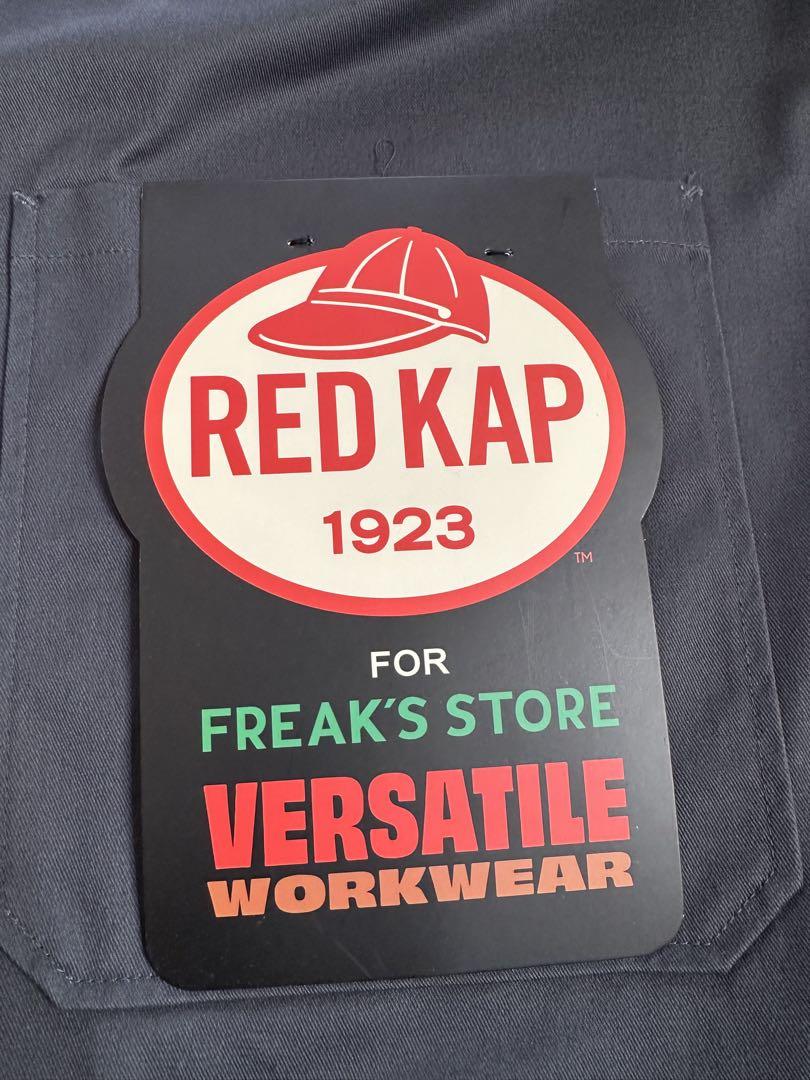 RED KAP
1923
TM
FOR
FREAK'S STORE
VERSATILE
WORKWEAR